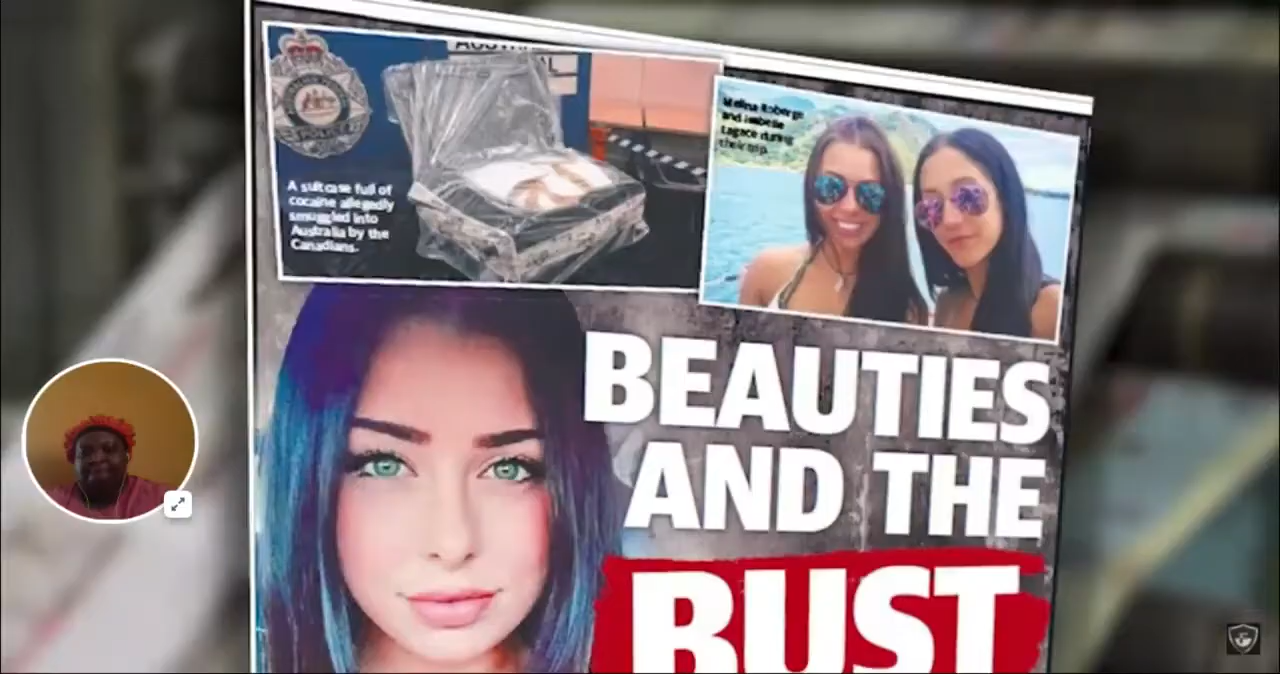 POLICE
A suitcase full of
cocaine allegedly
smuggled into
Australia by the
Canadians.
Melina Roberge
and Isabelle
Lagace during
their trip.
BEAUTIES
AND THE
BUST